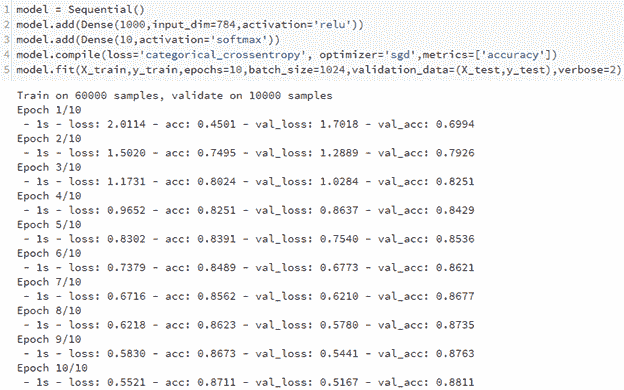 1 model = Sequential()
2 model.add(Dense(1000,input_dim=784,activation='relu'))
3 model.add(Dense(10,activation='softmax'))
4 model.compile(loss='categorical_crossentropy', optimizer='sgd',metrics=['accuracy'])
5 model.fit(X_train,y_train,epochs=10,batch_size=1024,validation_data=(X_test,y_test),verbose=2)
Train on 60000 samples, validate on 10000 samples
Epoch 1/10
- 1s - loss: 2.0114 - acc: 0.4501 - val_loss: 1.7018 - val_acc: 0.6994
Epoch 2/10
- 1s - loss: 1.5020 - acc: 0.7495 - val_loss: 1.2889 - val_acc: 0.7926
Epoch 3/10
- 1s - loss: 1.1731 - acc: 0.8024 - val_loss: 1.0284 - val_acc: 0.8251
Epoch 4/10
- 1s - loss: 0.9652 - acc: 0.8251 - val_loss: 0.8637 - val_acc: 0.8429
Epoch 5/10
- 1s - loss: 0.8302 - acc: 0.8391 - val_loss: 0.7540 - val_acc: 0.8536
Epoch 6/10
- 1s - loss: 0.7379 - acc: 0.8489 - val_loss: 0.6773 - val_acc: 0.8621
Epoch 7/10
- 1s - loss: 0.6716 - acc: 0.8562 - val_loss: 0.6210 - val_acc: 0.8677
Epoch 8/10
- 1s - loss: 0.6218 - acc: 0.8623 - val_loss: 0.5780 - val_acc: 0.8735
Epoch 9/10
- 1s - loss: 0.5830 - acc: 0.8673 - val_loss: 0.5441 - val_acc: 0.8763
Epoch 10/10
- 1s - loss: 0.5521 - acc: 0.8711 - val_loss: 0.5167 - val_acc: 0.8811